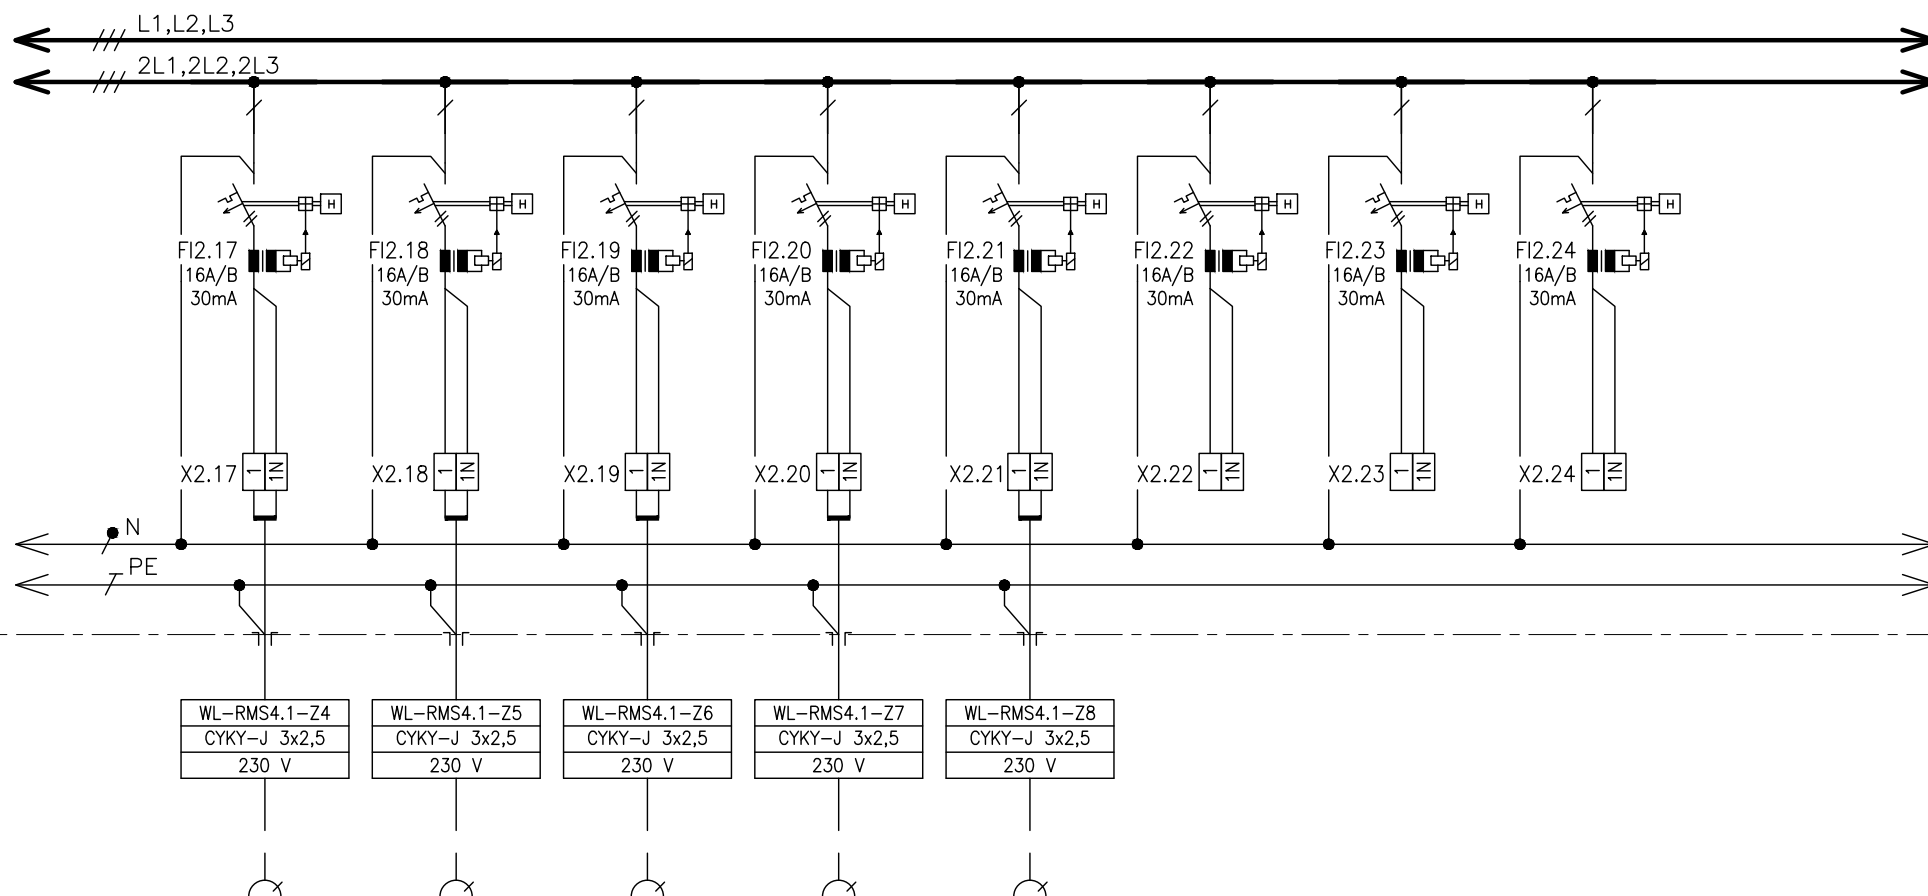 L1,L2,L3
2L1,2L2,2L3
H H H H H H H H
FI2.17 FI2.18 FI2.19 FI2.20 FI2.21 FI2.22 FI2.23 FI2.24
16A/B 16A/B 16A/B 16A/B 16A/B 16A/B 16A/B 16A/B
30mA 30mA 30mA 30mA 30mA 30mA 30mA 30mA
X2.17 1 1N X2.18 1 1N X2.19 1 1N X2.20 1 1N X2.21 1 1N X2.22 1 1N X2.23 1 1N X2.24 1 1N
N
PE
WL-RMS4.1-Z4 WL-RMS4.1-Z5 WL-RMS4.1-Z6 WL-RMS4.1-Z7 WL-RMS4.1-Z8
CYKY-J 3x2,5 CYKY-J 3x2,5 CYKY-J 3x2,5 CYKY-J 3x2,5 CYKY-J 3x2,5
230 V 230 V 230 V 230 V 230 V